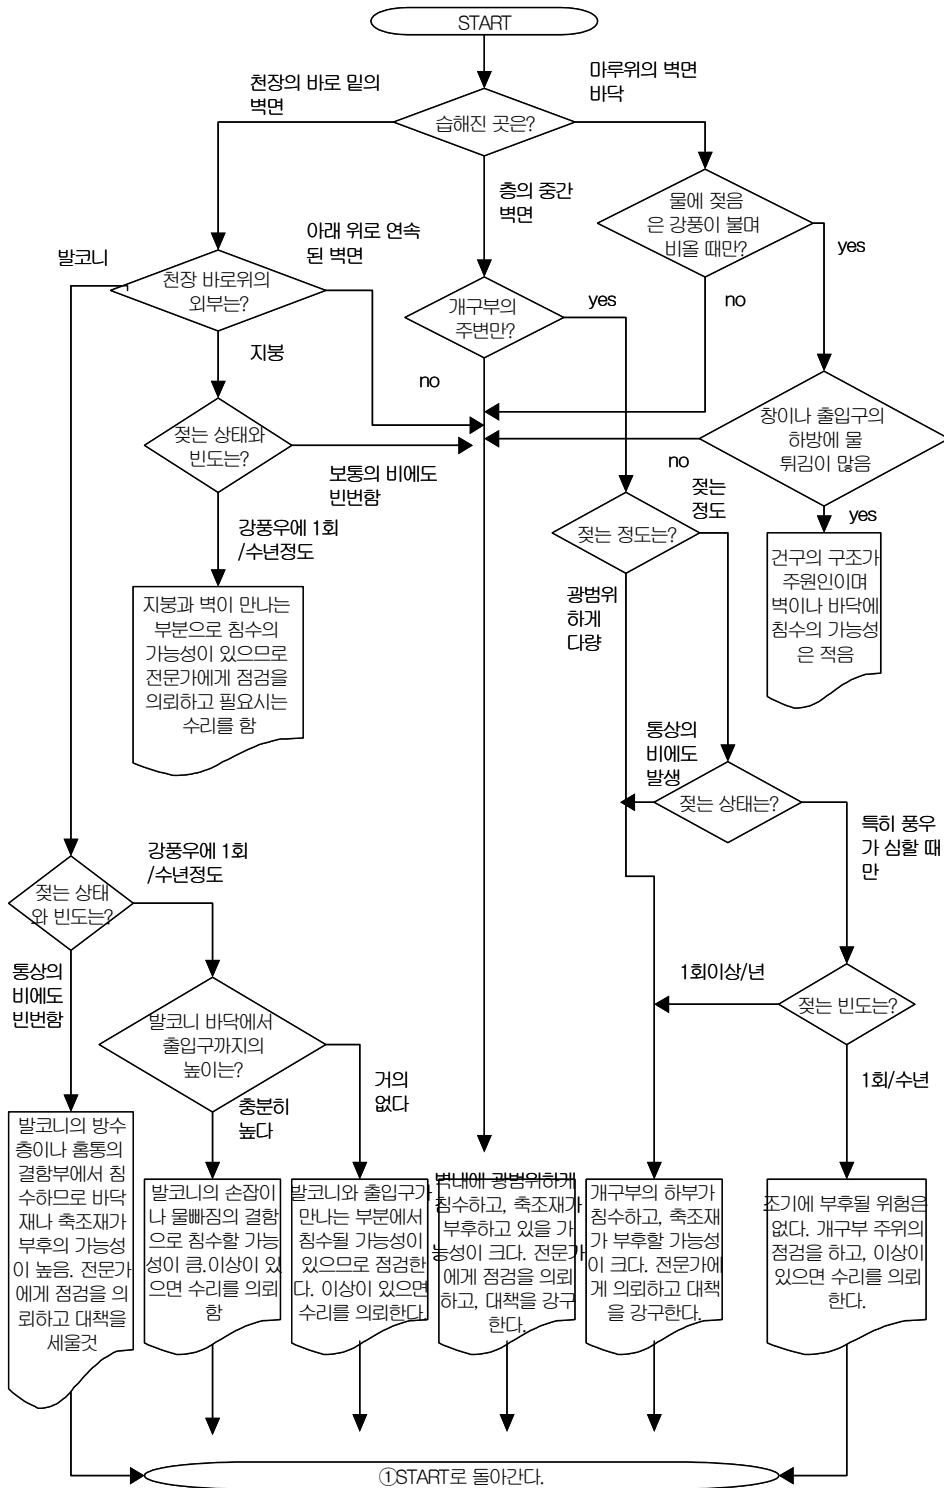 START
천장의 바로 밑의
벽면
마루위의 벽면
바닥
습해진 곳은?
층의 중간
벽면
물에 젖음
은 강풍이 불며
비올 때만?
yes
no
발코니
아래 위로 연속
된 벽면
천장 바로위의
외부는?
지붕
개구부의
주변만?
yes
no
젖는 상태와
빈도는?
보통의 비에도
빈번함
강풍우에 1회
/수년정도
창이나 출입구의
하방에 물
튀김이 많음
no
yes
젖는
정도
젖는 정도는?
광범위
하게
다량
건구의 구조가
주원인이며
벽이나 바닥에
침수의 가능성
은 적음
지붕과 벽이 만나는
부분으로 침수의
가능성이 있으므로
전문가에게 점검을
의뢰하고 필요시는
수리를 함
통상의
비에도
발생
젖는 상태는?
특히 풍우
가 심할 때
만
강풍우에 1회
/수년정도
젖는 상태
와 빈도는?
통상의
비에도
빈번함
발코니 바닥에서
출입구까지의
높이는?
충분히
높다
거의
없다
1회이상/년
젖는 빈도는?
1회/수년
발코니의 방수
층이나 홈통의
결함부에서 침
수하므로 바닥
재나 축조재가
부후의 가능성
이 높음. 전문가
에게 점검을 의
뢰하고 대책을
세울것
발코니의 손잡이
나 물빠짐의 결함
으로 침수할 가능
성이 큼.이상이 있
으면 수리를 의뢰
함
발코니와 출입구가
만나는 부분에서
침수될 가능성이
있으므로 점검한
다. 이상이 있으면
수리를 의뢰한다.
벽내에 광범위하게
침수하고, 축조재가
부후하고 있을 가
능성이 크다. 전문가
에게 점검을 의뢰
하고, 대책을 강구
한다.
개구부의 하부가
침수하고, 축조재
가 부후할 가능성
이 크다. 전문가에
게 의뢰하고 대책
을 강구한다.
조기에 부후될 위험은
없다. 개구부 주위의
점검을 하고, 이상이
있으면 수리를 의뢰
한다.
①START로 돌아간다.